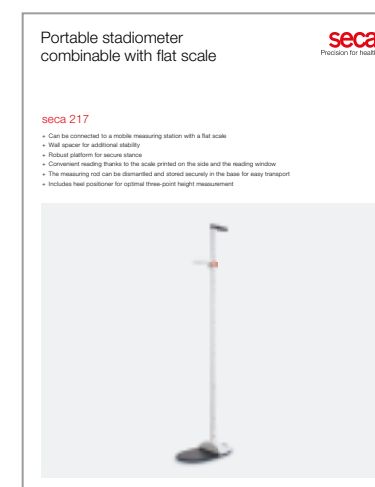 Portable stadiometer
combinable with flat scale
seca
Precision for health
seca 217
+ Can be connected to a mobile measuring station with a flat scale
+ Wall spacer for additional stability
+ Robust platform for secure stance
+ Convenient reading thanks to the scale printed on the side and the reading window
+ The measuring rod can be dismantled and stored securely in the base for easy transport
+ Includes heel positioner for optimal three-point height measurement